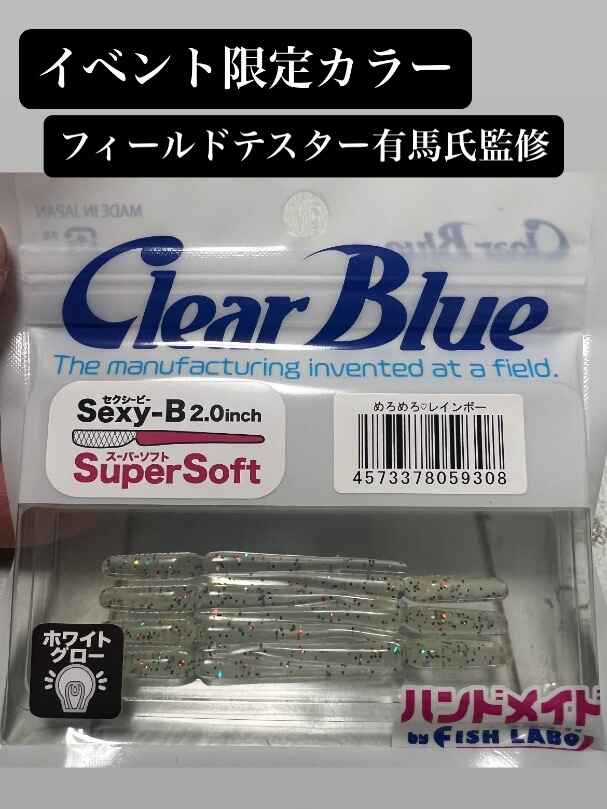 イベント限定カラー
フィールドテスター有馬氏監修
MADE IN JAPAN
Clear Blue
Clear Blue
The manufacturing invented at a field.
セクシービー
Sexy-B 2.0inch
スーパーソフト
SuperSoft
めろめろ♡レインボー
4573378059308
ホワイト
グロー
ハンドメイド
by FISH LABO